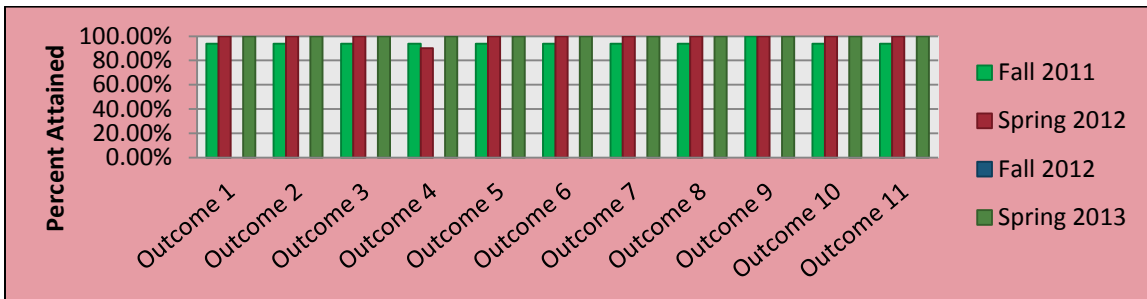 Percent Attained
100.00%
80.00%
60.00%
40.00%
20.00%
0.00%
Outcome 1
Outcome 2
Outcome 3
Outcome 4
Outcome 5
Outcome 6
Outcome 7
Outcome 8
Outcome 9
Outcome 10
Outcome 11
Fall 2011
Spring 2012
Fall 2012
Spring 2013